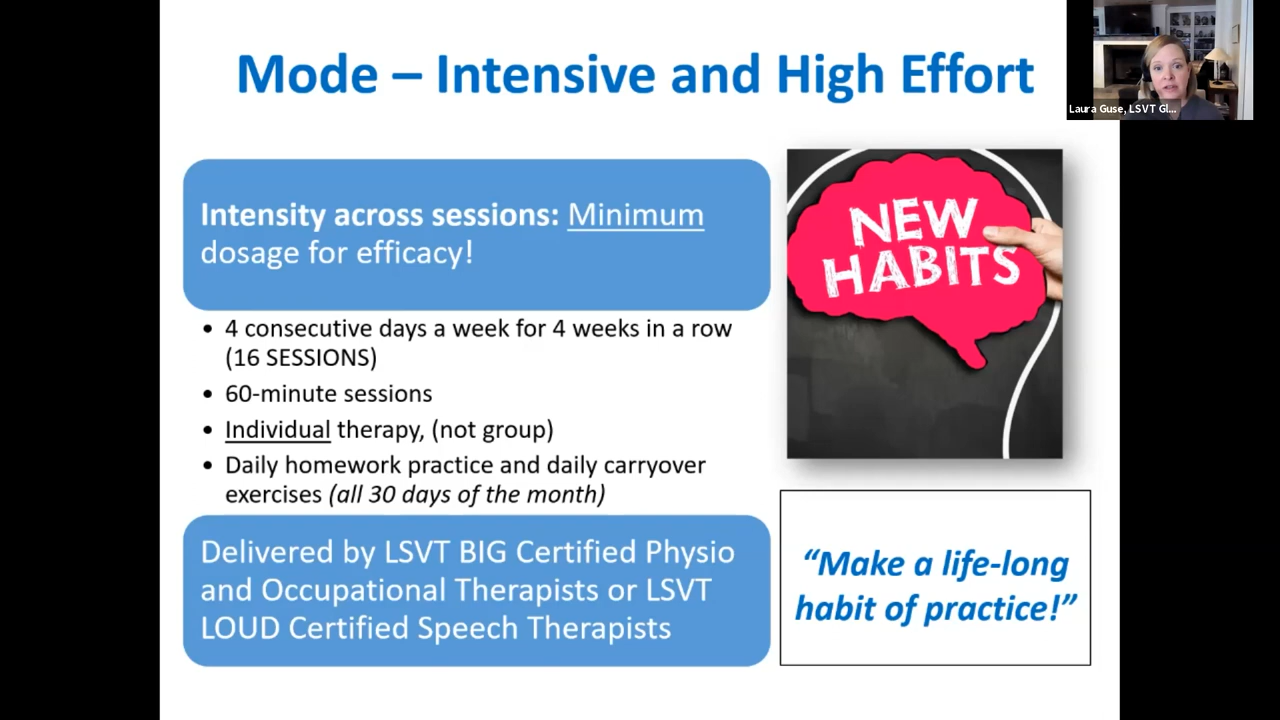 Mode – Intensive and High Effort
Laura Guse, LSVT Gl...
Intensity across sessions: Minimum
dosage for efficacy!
NEW
HABITS
• 4 consecutive days a week for 4 weeks in a row
(16 SESSIONS)
• 60-minute sessions
• Individual therapy, (not group)
• Daily homework practice and daily carryover
exercises (all 30 days of the month)
Delivered by LSVT BIG Certified Physio
and Occupational Therapists or LSVT
LOUD Certified Speech Therapists
“Make a life-long
habit of practice!”